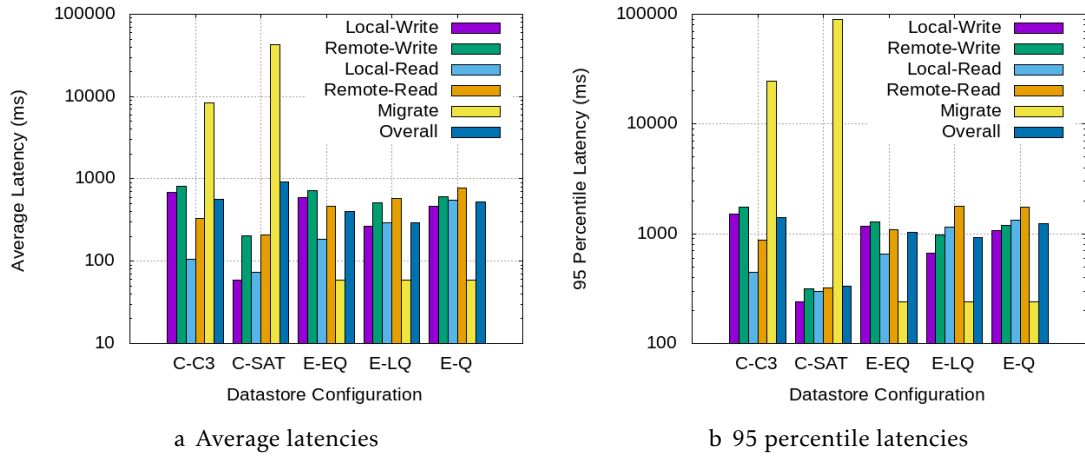 100000
10000
1000
100
10
Average Latency (ms)
Local-Write
Remote-Write
Local-Read
Remote-Read
Migrate
Overall
C-C3 C-SAT E-EQ E-LQ E-Q
Datastore Configuration
a Average latencies
100000
10000
1000
100
95 Percentile Latency (ms)
Local-Write
Remote-Write
Local-Read
Remote-Read
Migrate
Overall
C-C3 C-SAT E-EQ E-LQ E-Q
Datastore Configuration
b 95 percentile latencies